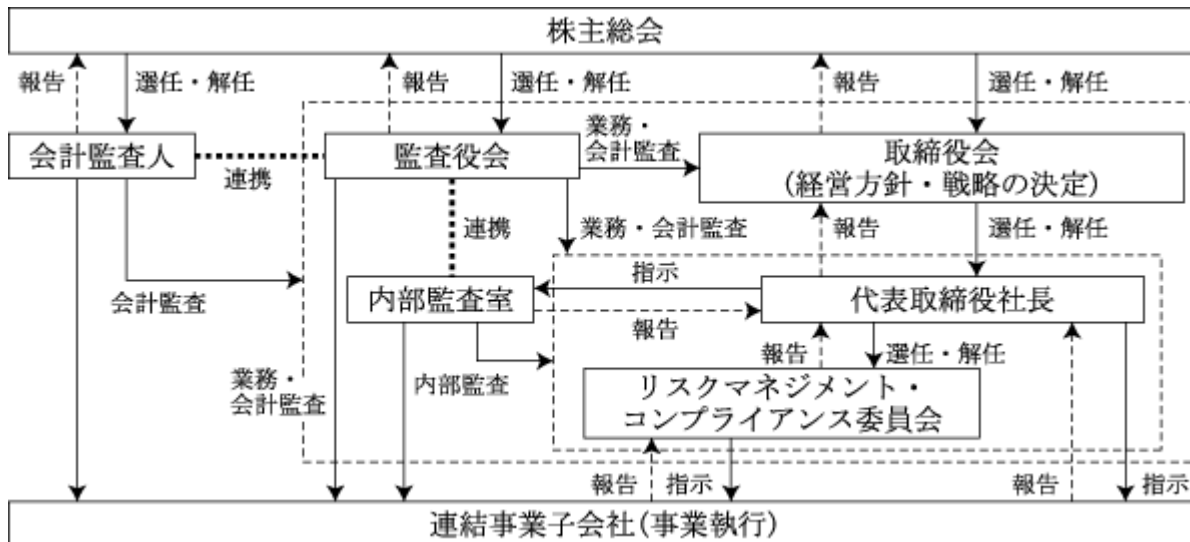 株主総会
報告
選任・解任
報告
選任・解任
報告
選任・解任
会計監査人
連携
監査役会
業務・
会計監査
取締役会
(経営方針・戦略の決定)
連携
業務・会計監査
報告
選任・解任
会計監査
内部監査室
指示
報告
代表取締役社長
内部監査
報告
選任・解任
業務・
会計監査
リスクマネジメント・
コンプライアンス委員会
報告
指示
報告
指示
連結事業子会社(事業執行)